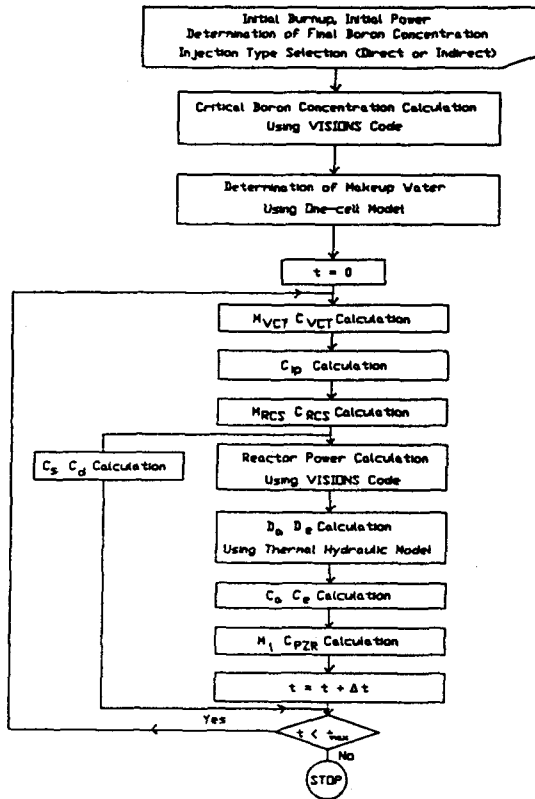 Initial Burnup, Initial Power
Determination of Final Boron Concentration
Injection Type Selection (Direct or Indirect)
Critical Boron Concentration Calculation
Using VISIONS Code
Determination of Makeup Water
Using One-cell Model
t = 0
M_VCT, C_VCT Calculation
C_ip Calculation
M_RCS C_RCS Calculation
C_s C_d Calculation
Reactor Power Calculation
Using VISIONS Code
D_a D_e Calculation
Using Thermal Hydraulic Model
C_a C_e Calculation
M_i C_PZR Calculation
t = t + Δt
Yes
t < t_max
No
STOP